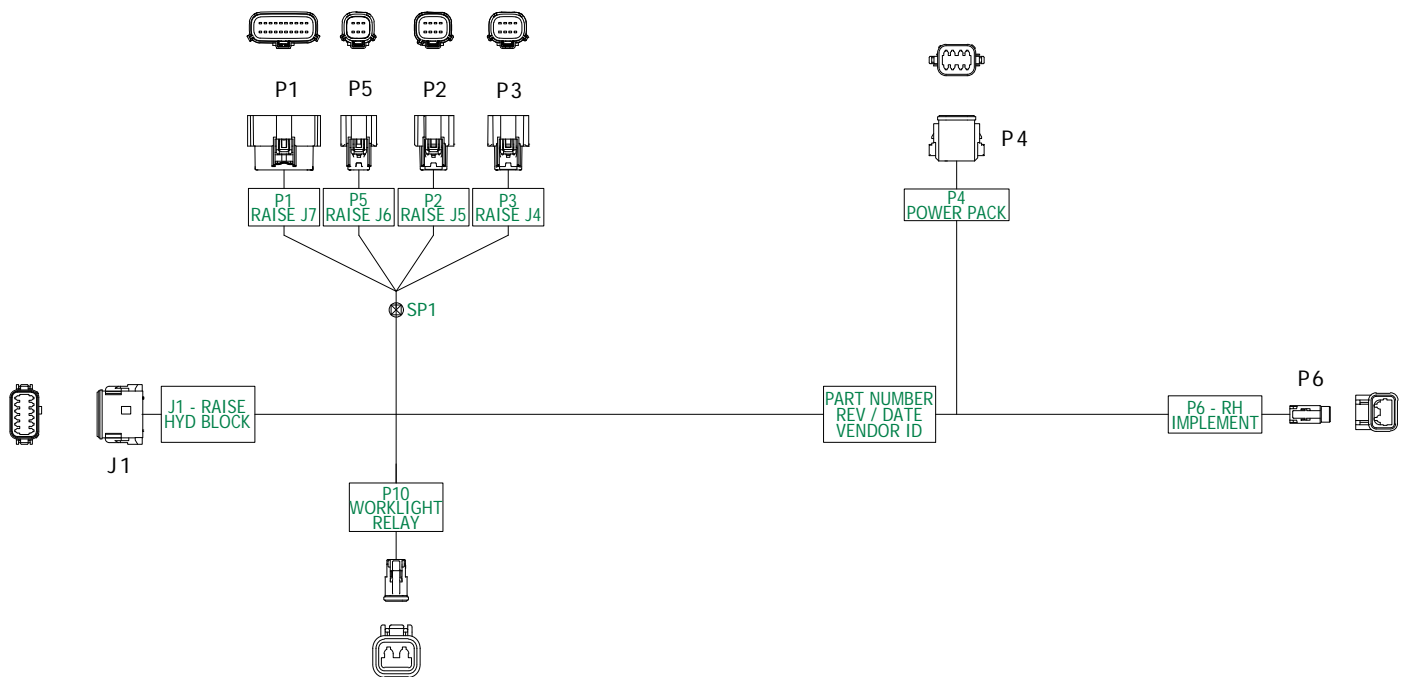 P1
P5
P2
P3
P4
P1
RAISE J7
P5
RAISE J6
P2
RAISE J5
P3
RAISE J4
P4
POWER PACK
SP1
J1 - RAISE
HYD BLOCK
J1
PART NUMBER
REV / DATE
VENDOR ID
P6 - RH
IMPLEMENT
P6
P10
WORKLIGHT
RELAY